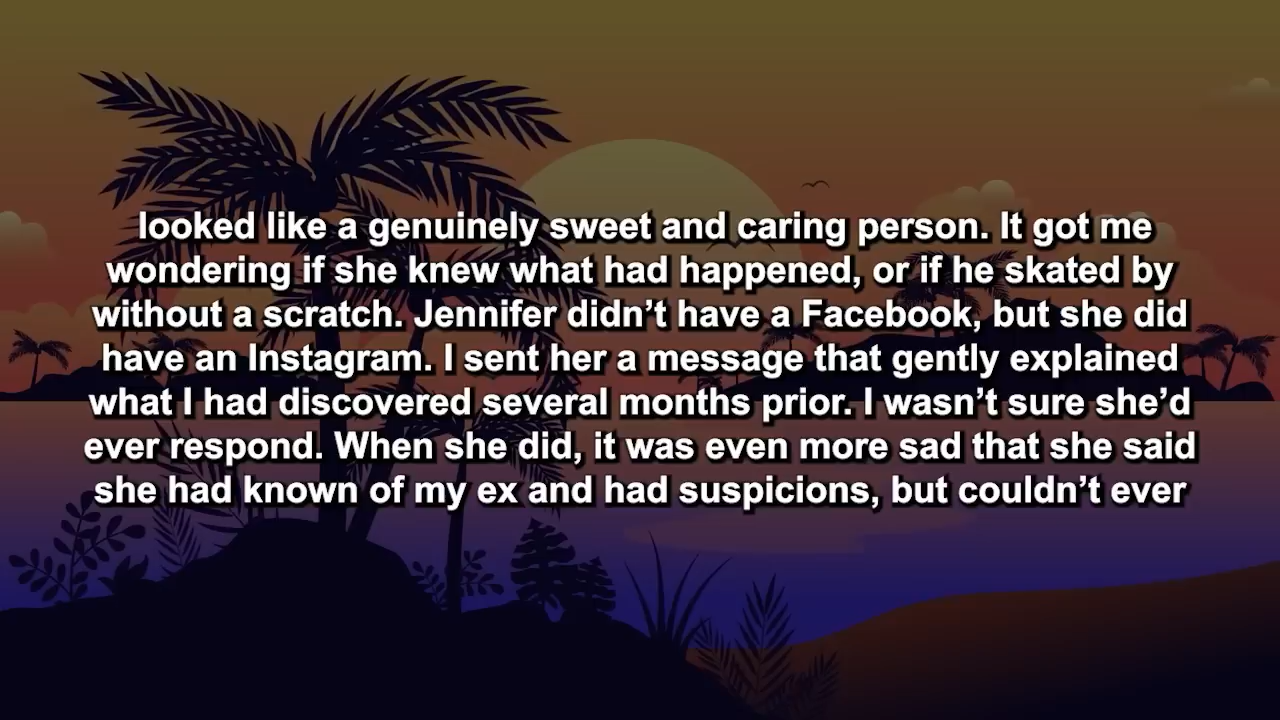 looked like a genuinely sweet and caring person. It got me
wondering if she knew what had happened, or if he skated by
without a scratch. Jennifer didn’t have a Facebook, but she did
have an Instagram. I sent her a message that gently explained
what I had discovered several months prior. I wasn’t sure she’d
ever respond. When she did, it was even more sad that she said
she had known of my ex and had suspicions, but couldn’t ever